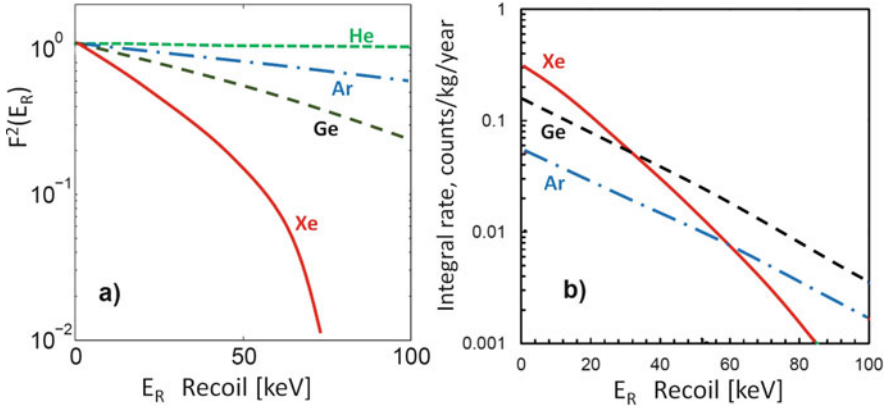 10⁰
10⁻¹
10⁻²
F²(E_R)
He
Ar
Ge
Xe
a)
0
50
100
E_R Recoil [keV]
Integral rate, counts/kg/year
1
0.1
0.01
0.001
Xe
Ge
Ar
b)
0
20
40
60
80
100
E_R Recoil [keV]